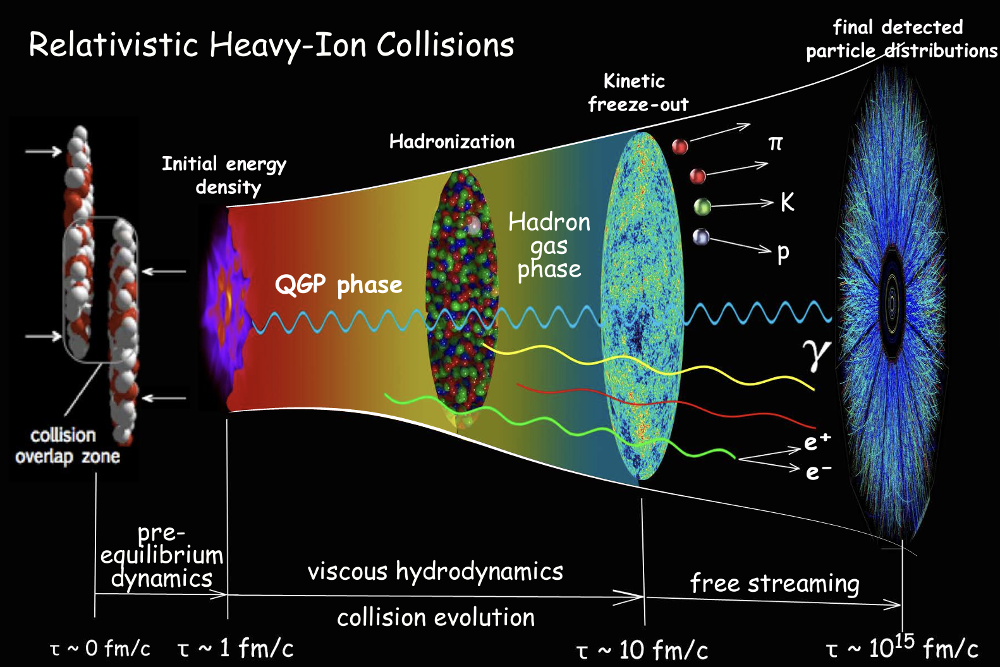 Relativistic Heavy-Ion Collisions
final detected
particle distributions
Kinetic
freeze-out
Hadronization
Initial energy
density
π
K
p
Hadron
gas
phase
QGP phase
γ
e⁺
e⁻
collision
overlap zone
pre-
equilibrium
dynamics
viscous hydrodynamics
collision evolution
free streaming
τ ~ 0 fm/c
τ ~ 1 fm/c
τ ~ 10 fm/c
τ ~ 10¹⁵ fm/c